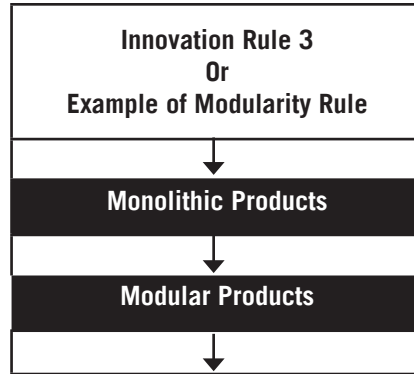 Innovation Rule 3
Or
Example of Modularity Rule
Monolithic Products
Modular Products